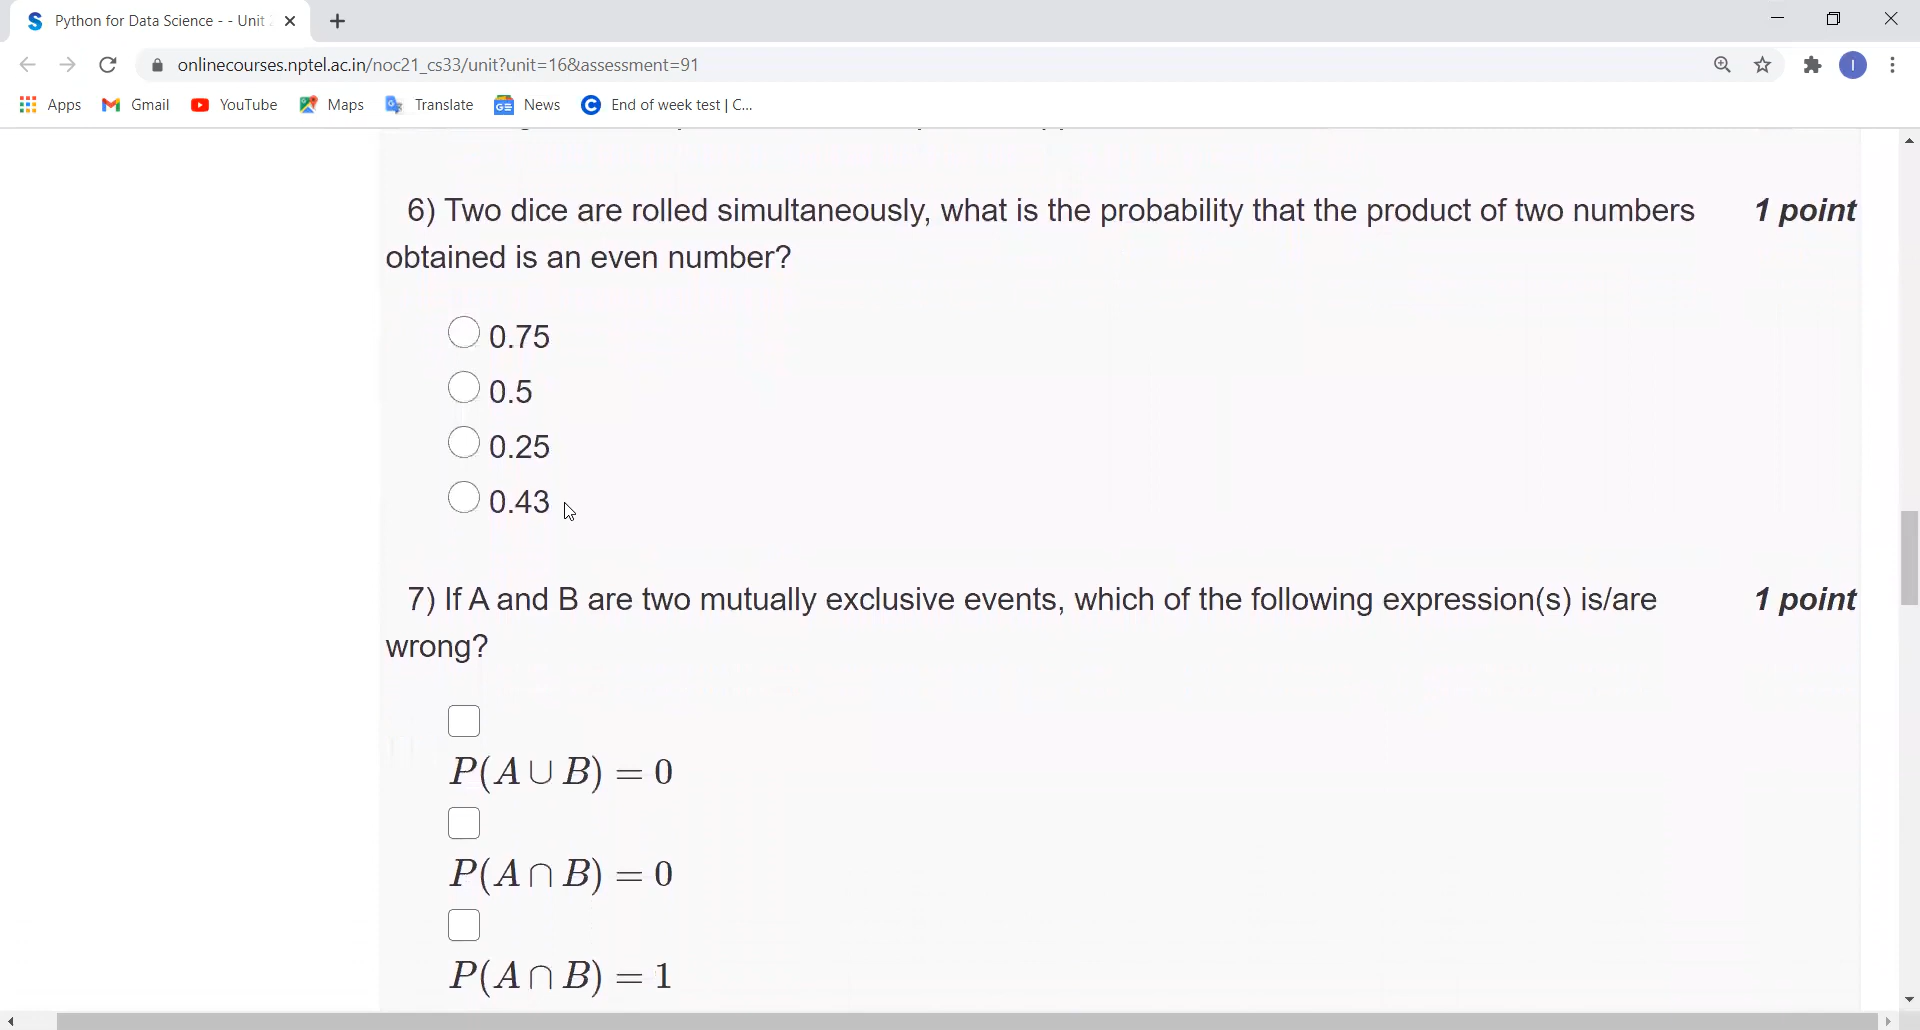 Python for Data Science - - Unit
onlinecourses.nptel.ac.in/noc21_cs33/unit?unit=16&assessment=91
I
Apps Gmail YouTube Maps Translate News End of week test | C...
6) Two dice are rolled simultaneously, what is the probability that the product of two numbers 1 point
obtained is an even number?
0.75
0.5
0.25
0.43
7) If A and B are two mutually exclusive events, which of the following expression(s) is/are 1 point
wrong?
P(A ∪ B) = 0
P(A ∩ B) = 0
P(A ∩ B) = 1